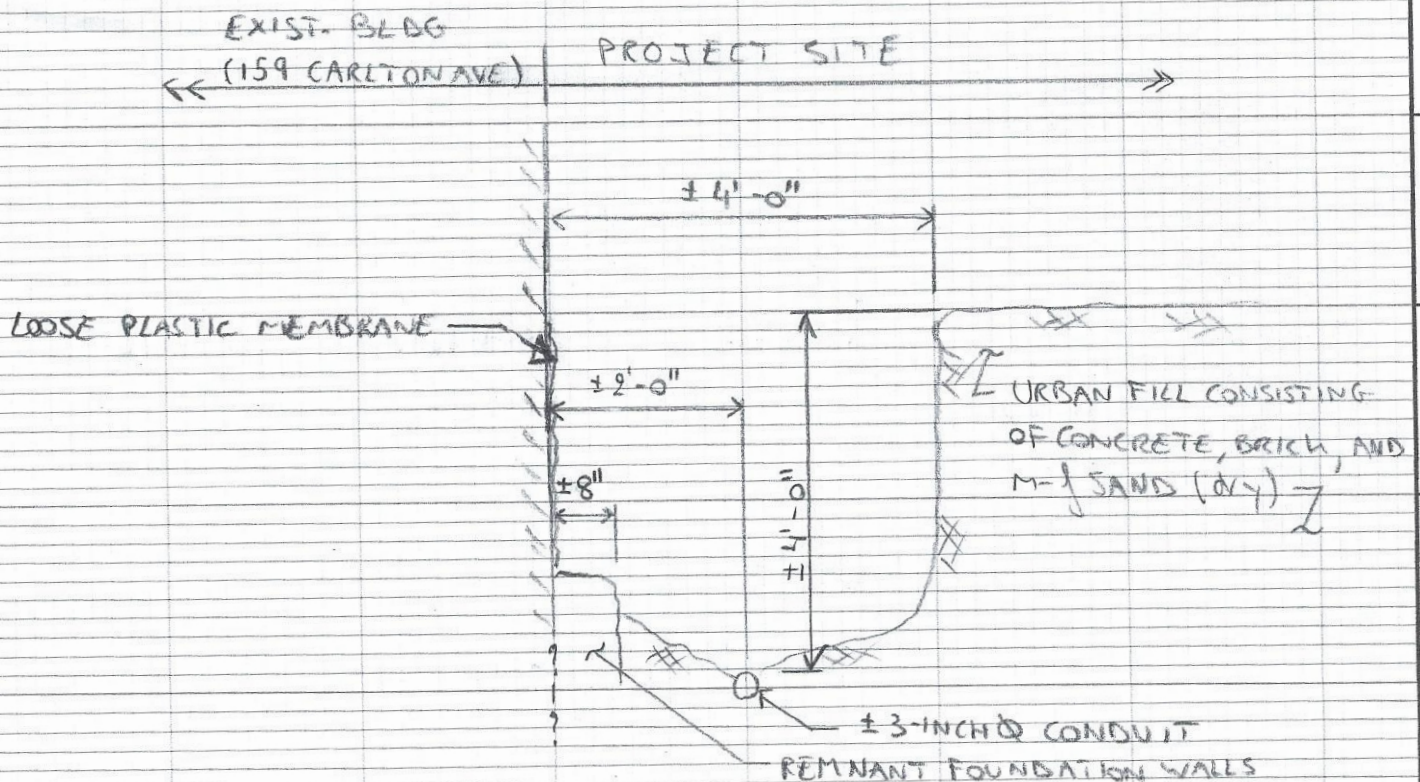 EXIST. BLDG
(159 CARLTON AVE)
PROJECT SITE
± 4'-0"
LOOSE PLASTIC MEMBRANE
± 2'-0"
± 8"
± 4'-0"
URBAN FILL CONSISTING
OF CONCRETE, BRICK, AND
M-f SAND (dry)
?
?
± 3-INCH Ø CONDUIT
REMNANT FOUNDATION WALLS